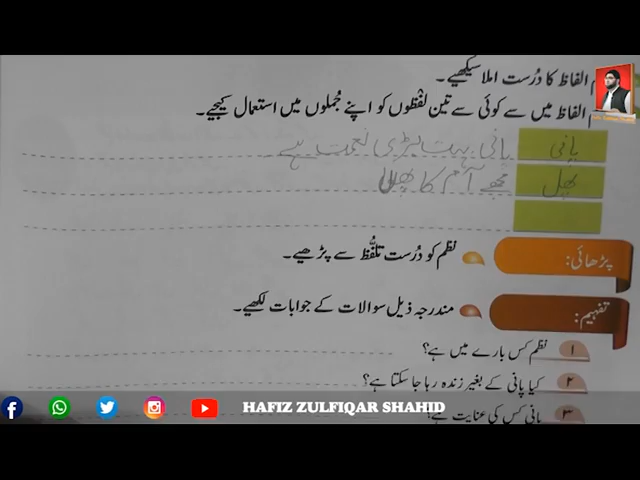 الفاظ کا دُرست املا سیکھیے۔
الفاظ میں سے کوئی سے تین لفظوں کو اپنے جُملوں میں استعمال کیجیے۔
پانی پانی بہت بڑی نعمت ہے
پھل مجھے آم کا پھل
پڑھائی: نظم کو دُرست تلفُّظ سے پڑھیے۔
تفہیم: مندرجہ ذیل سوالات کے جوابات لکھیے۔
۱ نظم کس بارے میں ہے؟
۲ کیا پانی کے بغیر زندہ رہا جا سکتا ہے؟
۳ پانی کس کی عنایت ہے
HAFIZ ZULFIQAR SHAHID